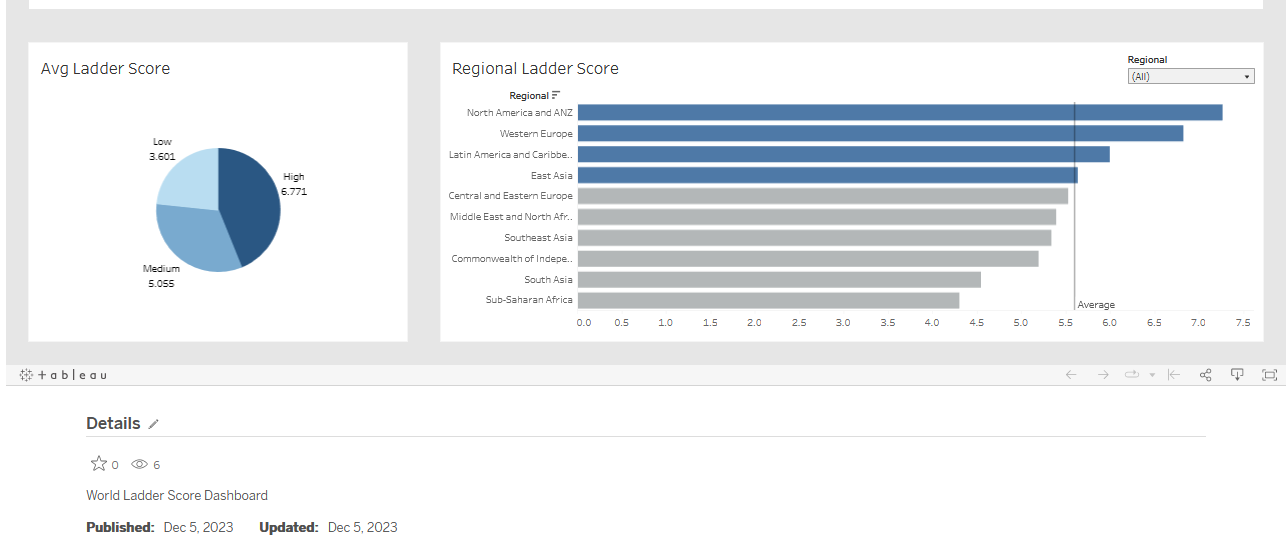 Avg Ladder Score
Low
3.601
High
6.771
Medium
5.055
Regional Ladder Score
Regional
(All)
Regional
North America and ANZ
Western Europe
Latin America and Caribbe..
East Asia
Central and Eastern Europe
Middle East and North Afr..
Southeast Asia
Commonwealth of Indepe..
South Asia
Sub-Saharan Africa
Average
0.0 0.5 1.0 1.5 2.0 2.5 3.0 3.5 4.0 4.5 5.0 5.5 6.0 6.5 7.0 7.5
+ableau
Details
0 6
World Ladder Score Dashboard
Published: Dec 5, 2023 Updated: Dec 5, 2023